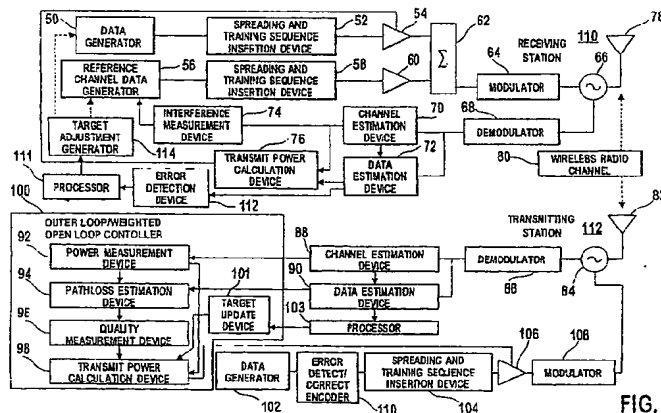 50
DATA
GENERATOR
SPREADING AND
TRAINING SEQUENCE
INSERTION DEVICE
52
54
62
78
REFERENCE
CHANNEL DATA
GENERATOR
56
SPREADING AND
TRAINING SEQUENCE
INSERTION DEVICE
58
60
Σ
RECEIVING
STATION
110
64
MODULATOR
66
INTERFERENCE
MEASUREMENT
DEVICE
74
CHANNEL
ESTIMATION
DEVICE
70
68
DEMODULATOR
TARGET
ADJUSTMENT
GENERATOR
114
76
TRANSMIT POWER
CALCULATION
DEVICE
DATA
ESTIMATION
DEVICE
72
80
WIRELESS RADIO
CHANNEL
111
PROCESSOR
ERROR
DETECTION
DEVICE
112
100
OUTER LOOP/WEIGHTED
OPEN LOOP CONTOLLER
TRANSMITTING
STATION
112
82
92
POWER MEASUREMENT
DEVICE
88
CHANNEL ESTIMATION
DEVICE
DEMODULATOR
86
84
94
PATHLOSS ESTIMATION
DEVICE
101
TARGET
UPDATE
DEVICE
90
DATA ESTIMATION
DEVICE
103
PROCESSOR
96
QUALITY MEASUREMENT
DEVICE
98
TRANSMIT POWER
CALCULATION DEVICE
DATA
GENERATOR
102
ERROR
DETECT/
CORRECT
ENCODER
110
SPREADING AND
TRAINING SEQUENCE
INSERTION DEVICE
104
106
MODULATOR
108
FIG.